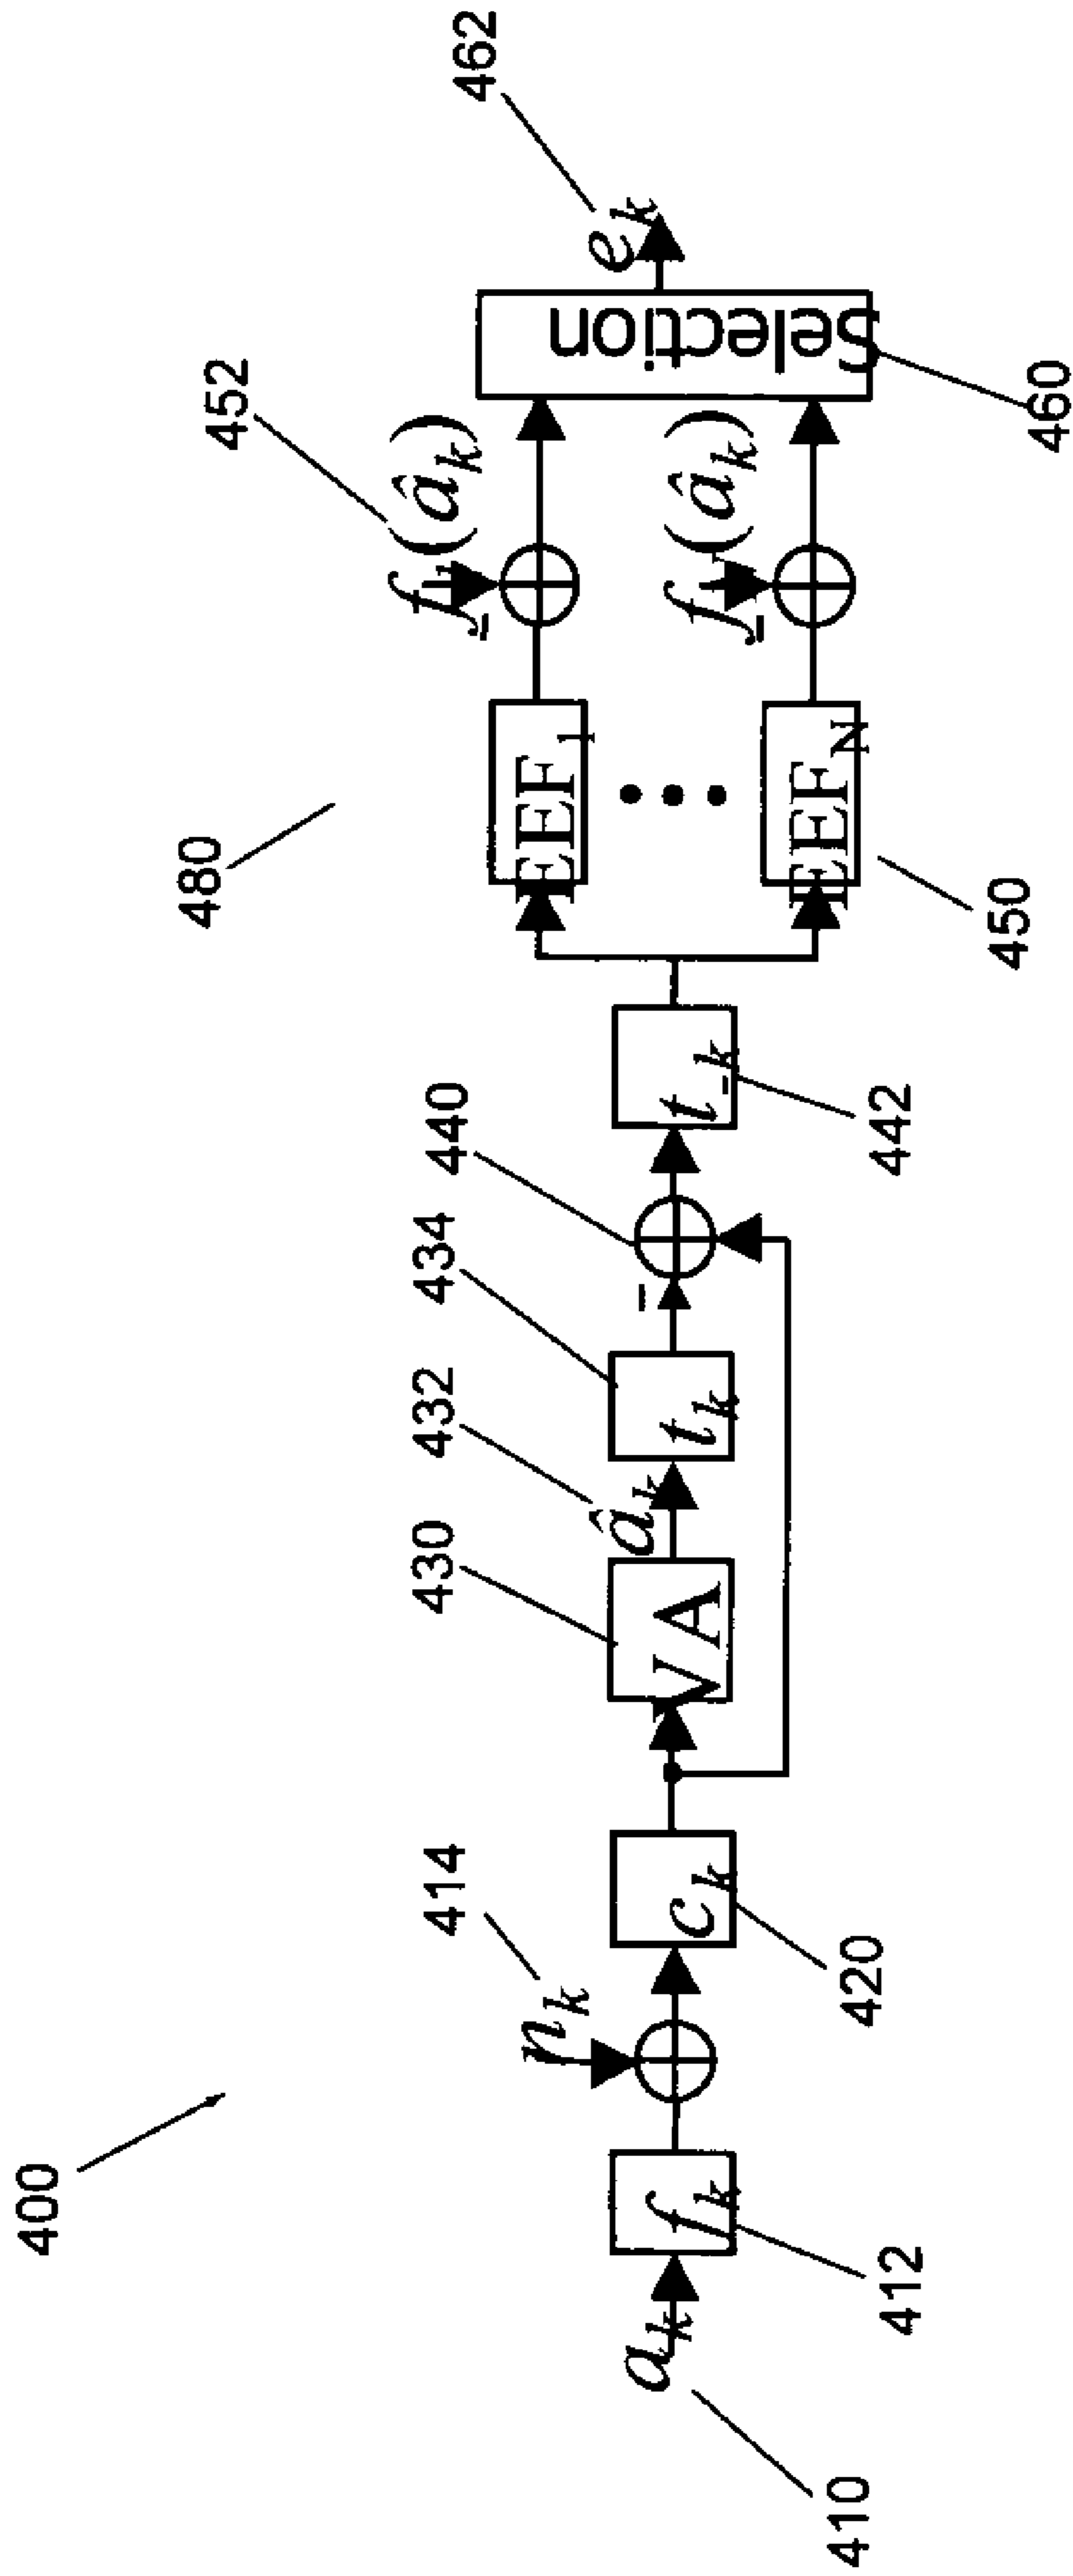 400
480
452
462
414
430
432
434
440
a_k
f_k
n_k
c_k
VA
â_k
t_k
-
t_-k
EEF_1
EEF_N
- f_1(â_k)
- f_1(â_k)
Selection
e_k
410
412
420
442
450
460